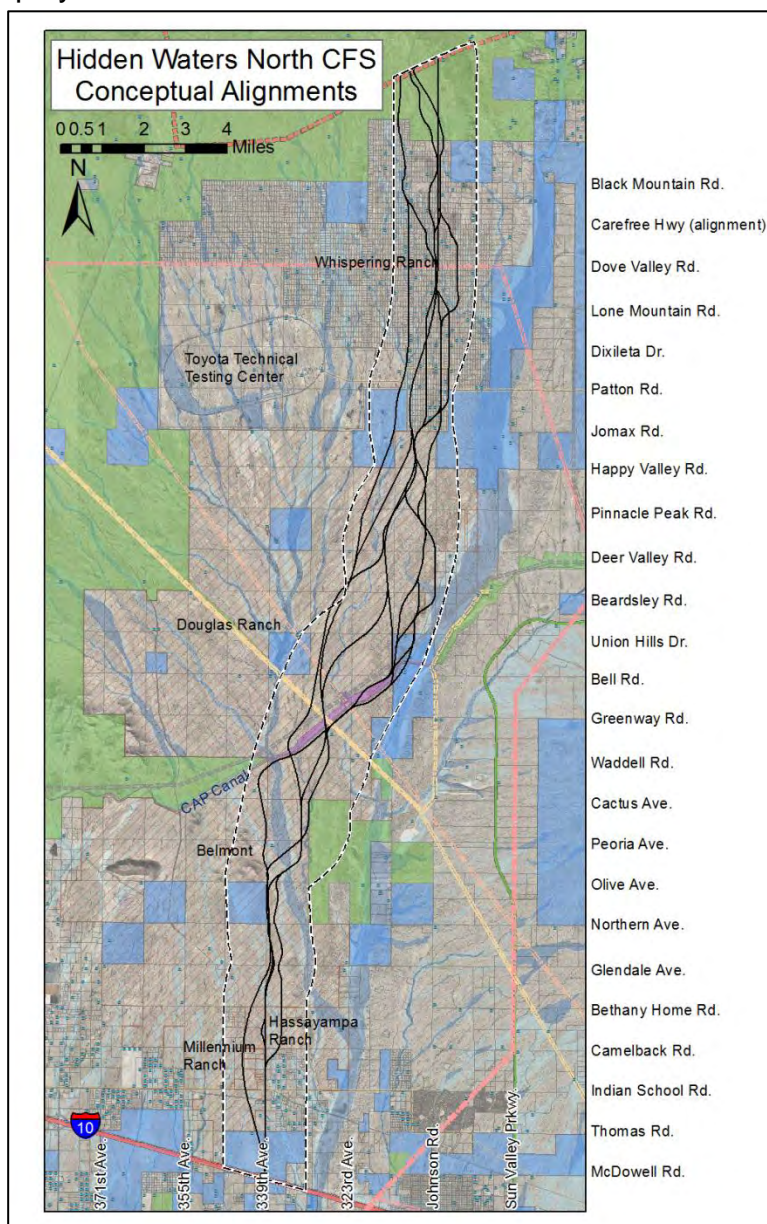 Hidden Waters North CFS
Conceptual Alignments
0 0.5 1 2 3 4
Miles
N
Black Mountain Rd.
Carefree Hwy (alignment)
Whispering Ranch
Dove Valley Rd.
Lone Mountain Rd.
Dixileta Dr.
Toyota Technical
Testing Center
Patton Rd.
Jomax Rd.
Happy Valley Rd.
Pinnacle Peak Rd.
Deer Valley Rd.
Beardsley Rd.
Douglas Ranch
Union Hills Dr.
Bell Rd.
Greenway Rd.
Waddell Rd.
CAP Canal
Cactus Ave.
Peoria Ave.
Belmont
Olive Ave.
Northern Ave.
Glendale Ave.
Bethany Home Rd.
Hassayampa
Ranch
Millennium
Ranch
Camelback Rd.
Indian School Rd.
10
Thomas Rd.
McDowell Rd.
371st Ave.
355th Ave.
339th Ave.
323rd Ave.
Johnson Rd.
Sun Valley Prkwy.